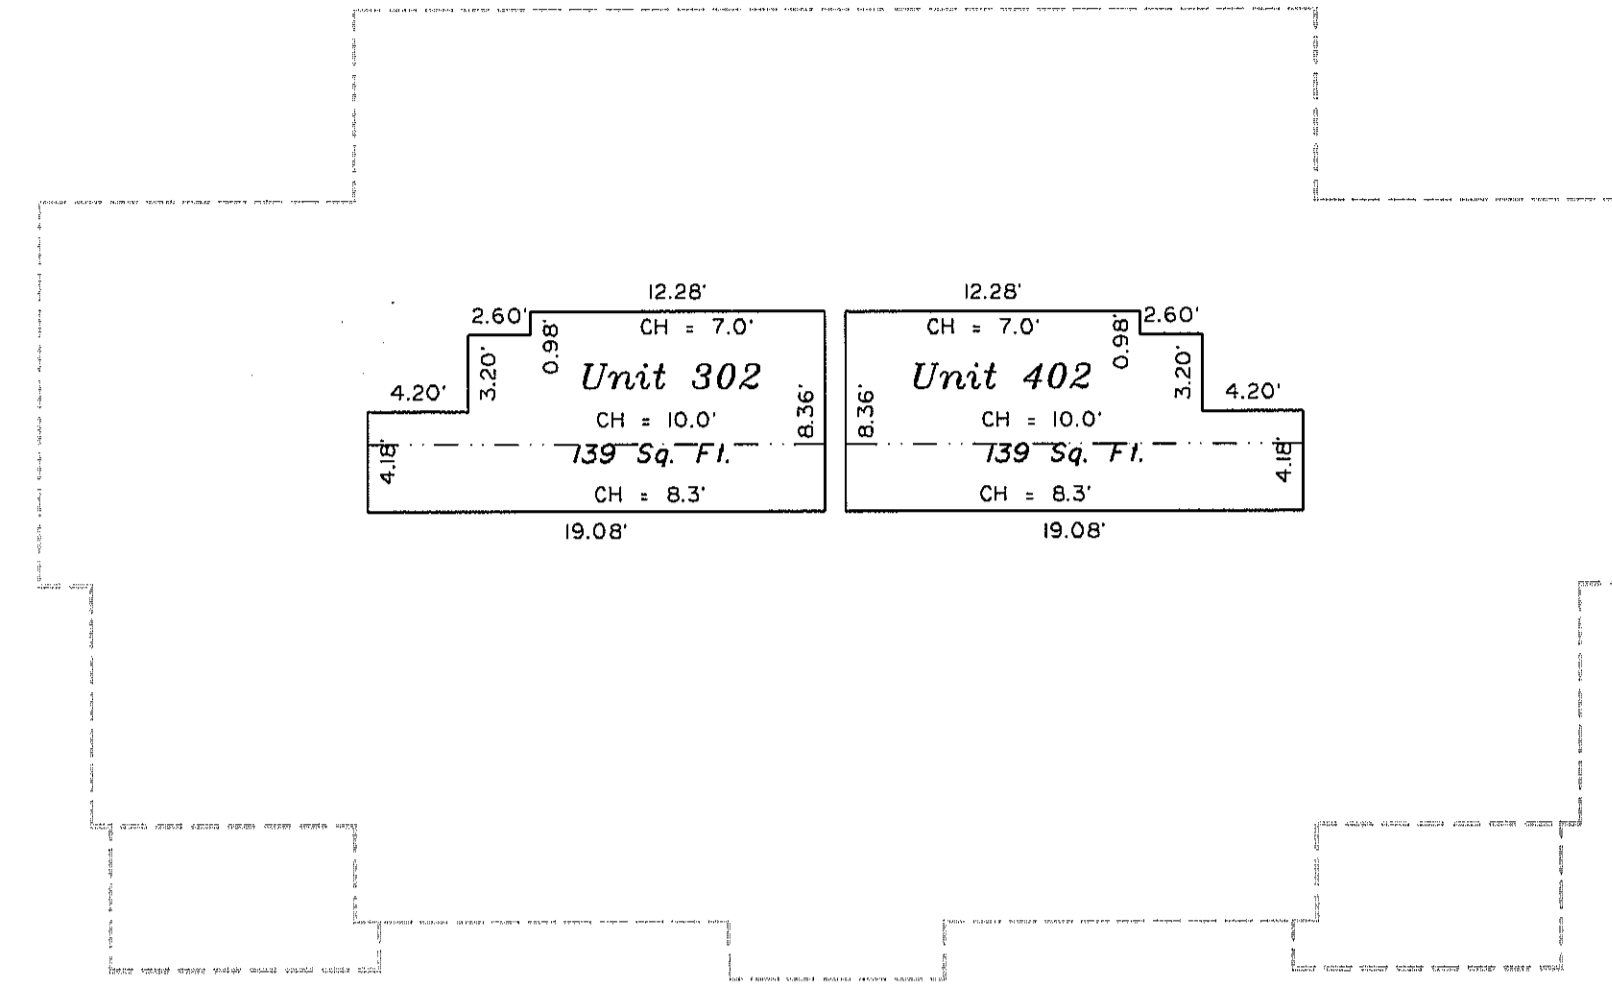 12.28'
2.60'
CH = 7.0'
0.98'
Unit 302
3.20'
4.20'
CH = 10.0'
8.36'
139 Sq. Ft.
4.18'
CH = 8.3'
19.08'
12.28'
2.60'
CH = 7.0'
0.98'
Unit 402
3.20'
4.20'
CH = 10.0'
8.36'
139 Sq. Ft.
4.18'
CH = 8.3'
19.08'